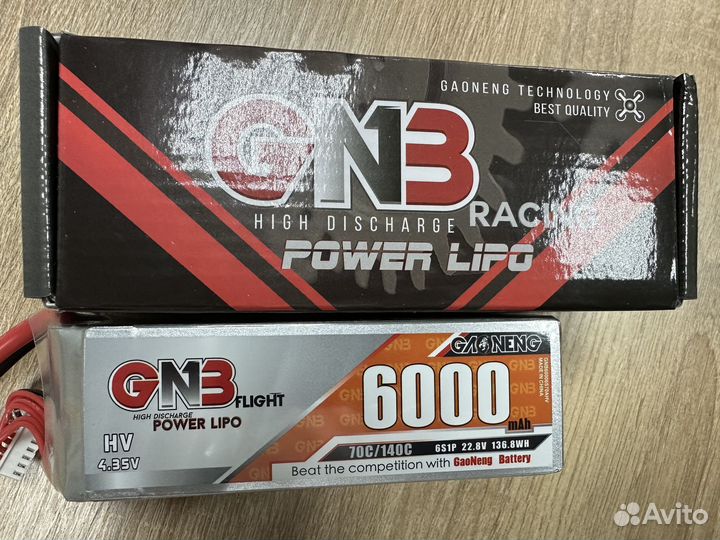 GAONENG TECHNOLOGY
BEST QUALITY
GNB
RACING
HIGH DISCHARGE
POWER LIPO
GNB
FLIGHT
HIGH DISCHARGE
POWER LIPO
HV
4.35V
GAONENG
6000
mAh
MADE IN CHINA
70C/140C
6S1P 22.8V 136.8WH
Beat the competition with GaoNeng Battery
Avito